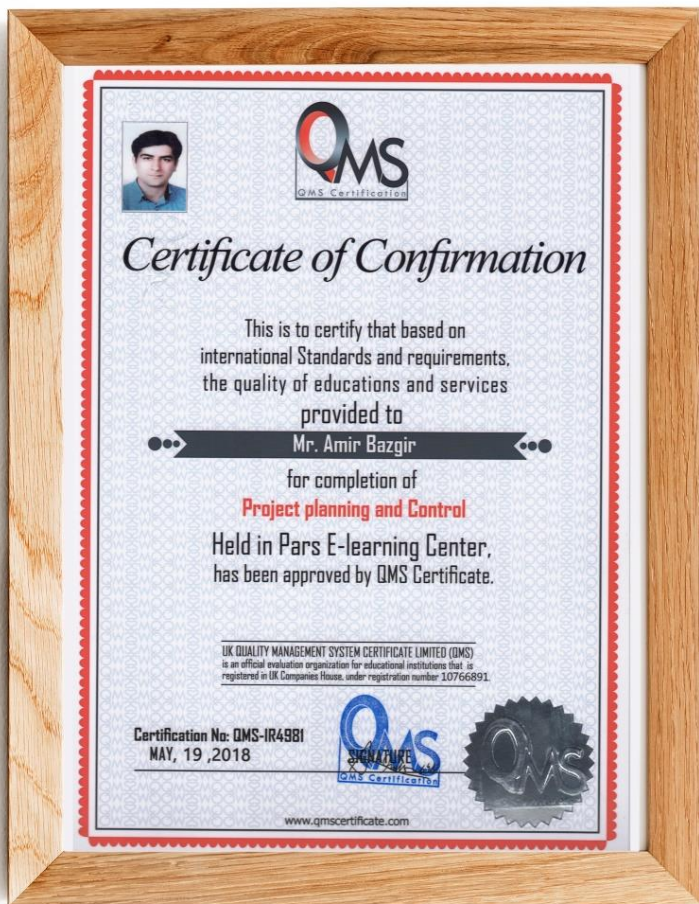 QMS
QMS Certification
Certificate of Confirmation
This is to certify that based on
international Standards and requirements,
the quality of educations and services
provided to
Mr. Amir Bazgir
for completion of
Project planning and Control
Held in Pars E-learning Center,
has been approved by QMS Certificate.
UK QUALITY MANAGEMENT SYSTEM CERTIFICATE LIMITED (QMS)
is an official evaluation organization for educational institutions that is
registered in UK Companies House, under registration number 10766891.
Certification No: QMS-IR4981
MAY, 19 ,2018
QMS
SIGNATURE
QMS Certification
QMS
www.qmscertificate.com